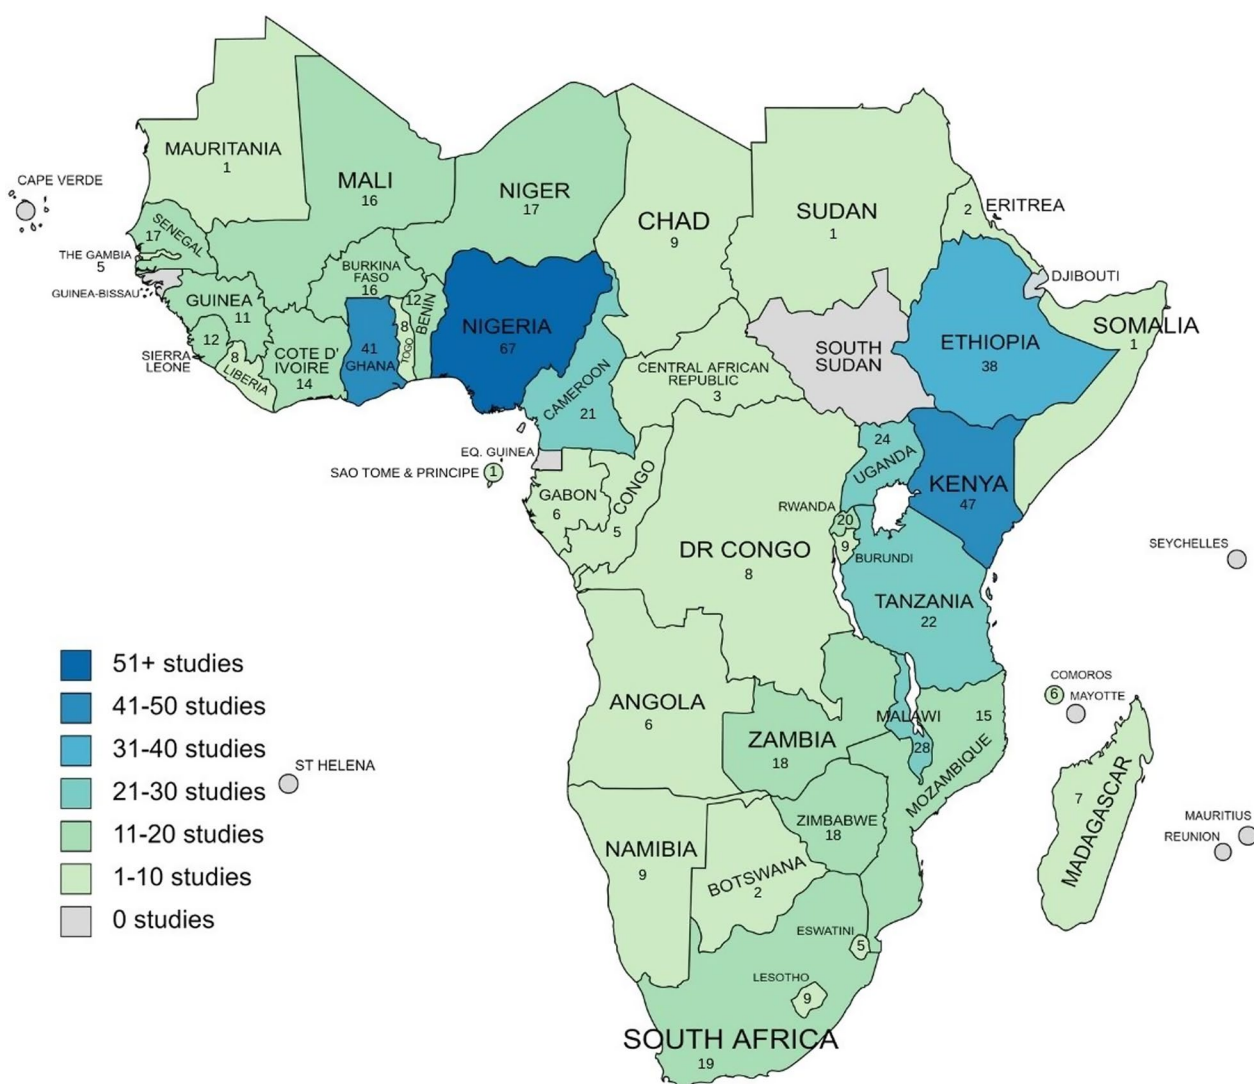 MAURITANIA
1
MALI
16
NIGER
17
CHAD
9
SUDAN
1
2
ERITREA
CAPE VERDE
SENEGAL
17
THE GAMBIA
5
GUINEA-BISSAU
GUINEA
11
BURKINA
FASO
16
12
BENIN
8
TOGO
NIGERIA
67
DJIBOUTI
SOMALIA
1
ETHIOPIA
38
SOUTH
SUDAN
12
SIERRA
LEONE
8
LIBERIA
COTE D'
IVOIRE
14
41
GHANA
CAMEROON
21
CENTRAL AFRICAN
REPUBLIC
3
EQ. GUINEA
SAO TOME & PRINCIPE
1
GABON
6
CONGO
5
DR CONGO
8
24
UGANDA
KENYA
47
RWANDA
20
9
BURUNDI
TANZANIA
22
SEYCHELLES
COMOROS
6
MAYOTTE
ANGOLA
6
ZAMBIA
18
MALAWI
28
15
MOZAMBIQUE
ST HELENA
7
MADAGASCAR
MAURITIUS
REUNION
NAMIBIA
9
ZIMBABWE
18
BOTSWANA
2
ESWATINI
5
LESOTHO
9
SOUTH AFRICA
19
51+ studies
41-50 studies
31-40 studies
21-30 studies
11-20 studies
1-10 studies
0 studies